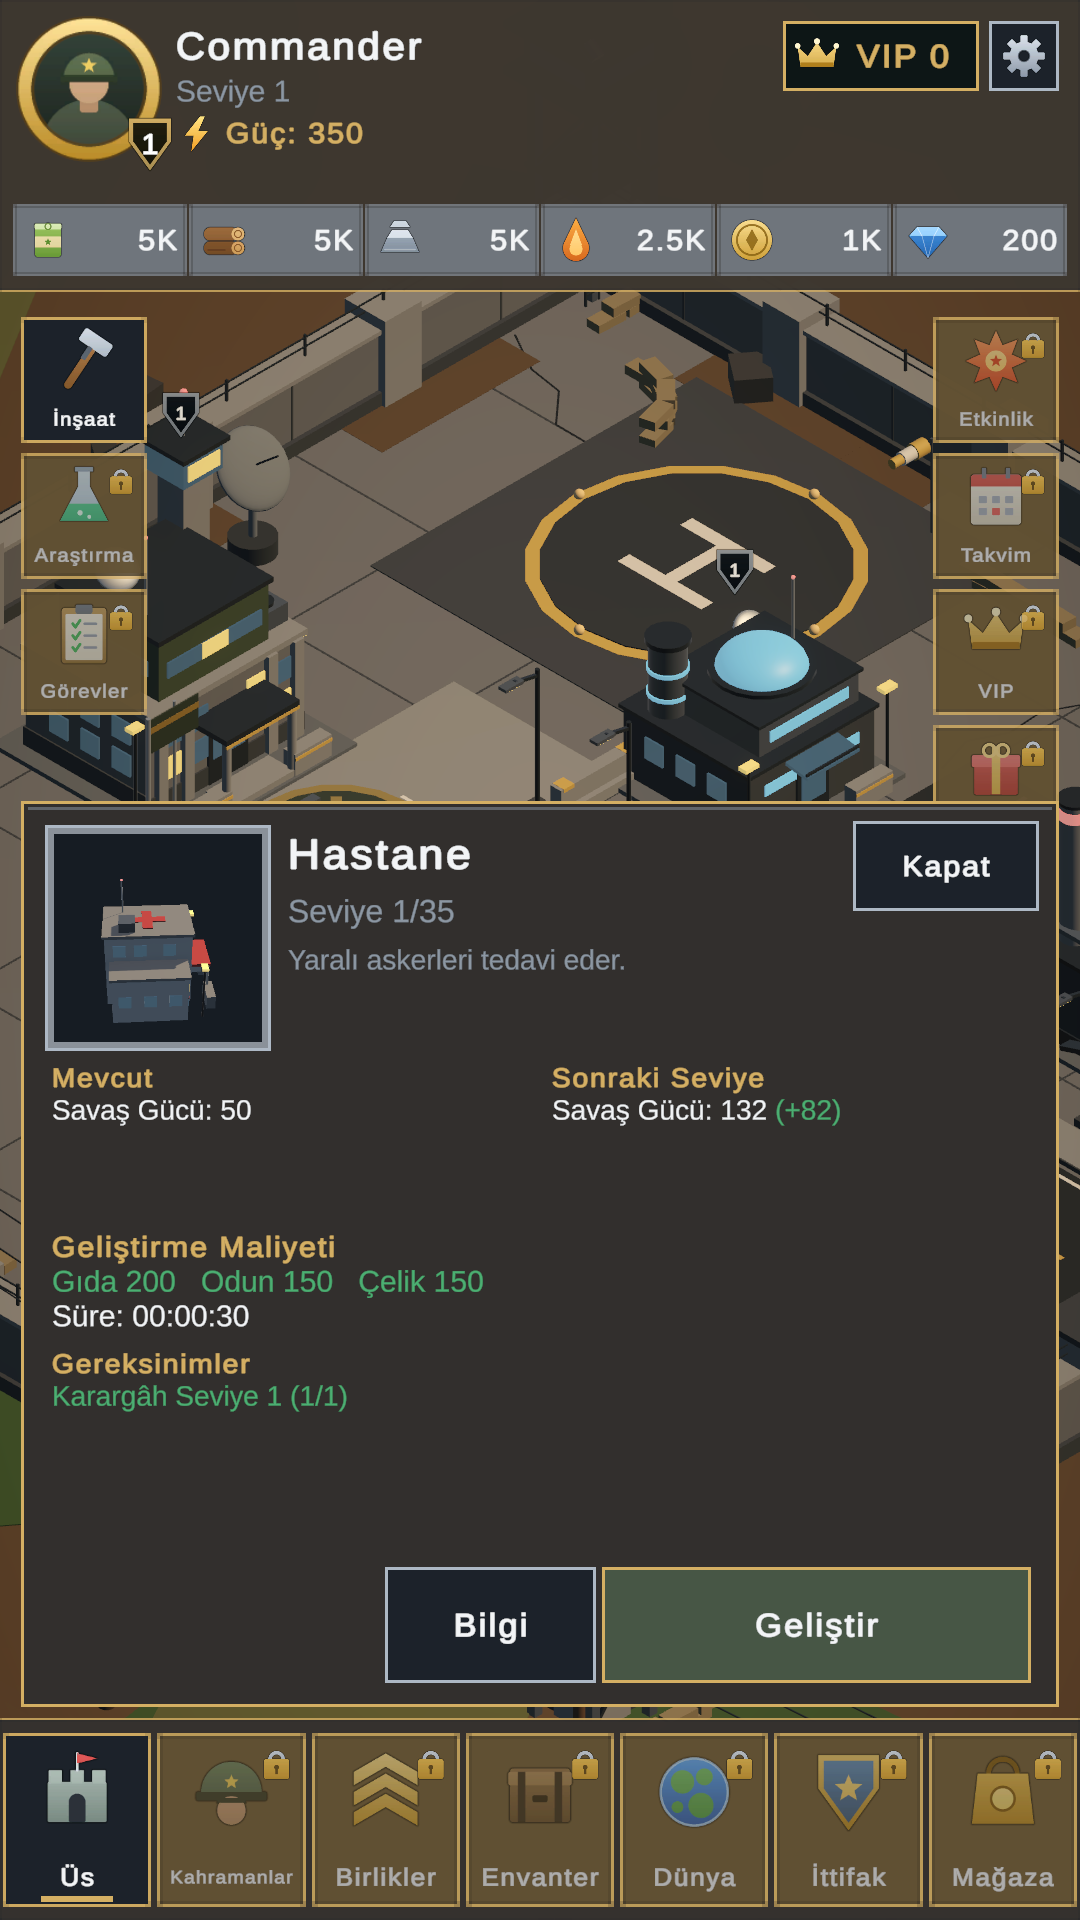 Commander
Seviye 1
1
Güç: 350
VIP 0
5K
5K
5K
2.5K
1K
200
İnşaat
1
Etkinlik
Araştırma
Takvim
H
1
Görevler
VIP
Hastane
Kapat
Seviye 1/35
Yaralı askerleri tedavi eder.
Mevcut
Savaş Gücü: 50
Sonraki Seviye
Savaş Gücü: 132 (+82)
Geliştirme Maliyeti
Gıda 200 Odun 150 Çelik 150
Süre: 00:00:30
Gereksinimler
Karargâh Seviye 1 (1/1)
Bilgi
Geliştir
Üs
Kahramanlar
Birlikler
Envanter
Dünya
İttifak
Mağaza